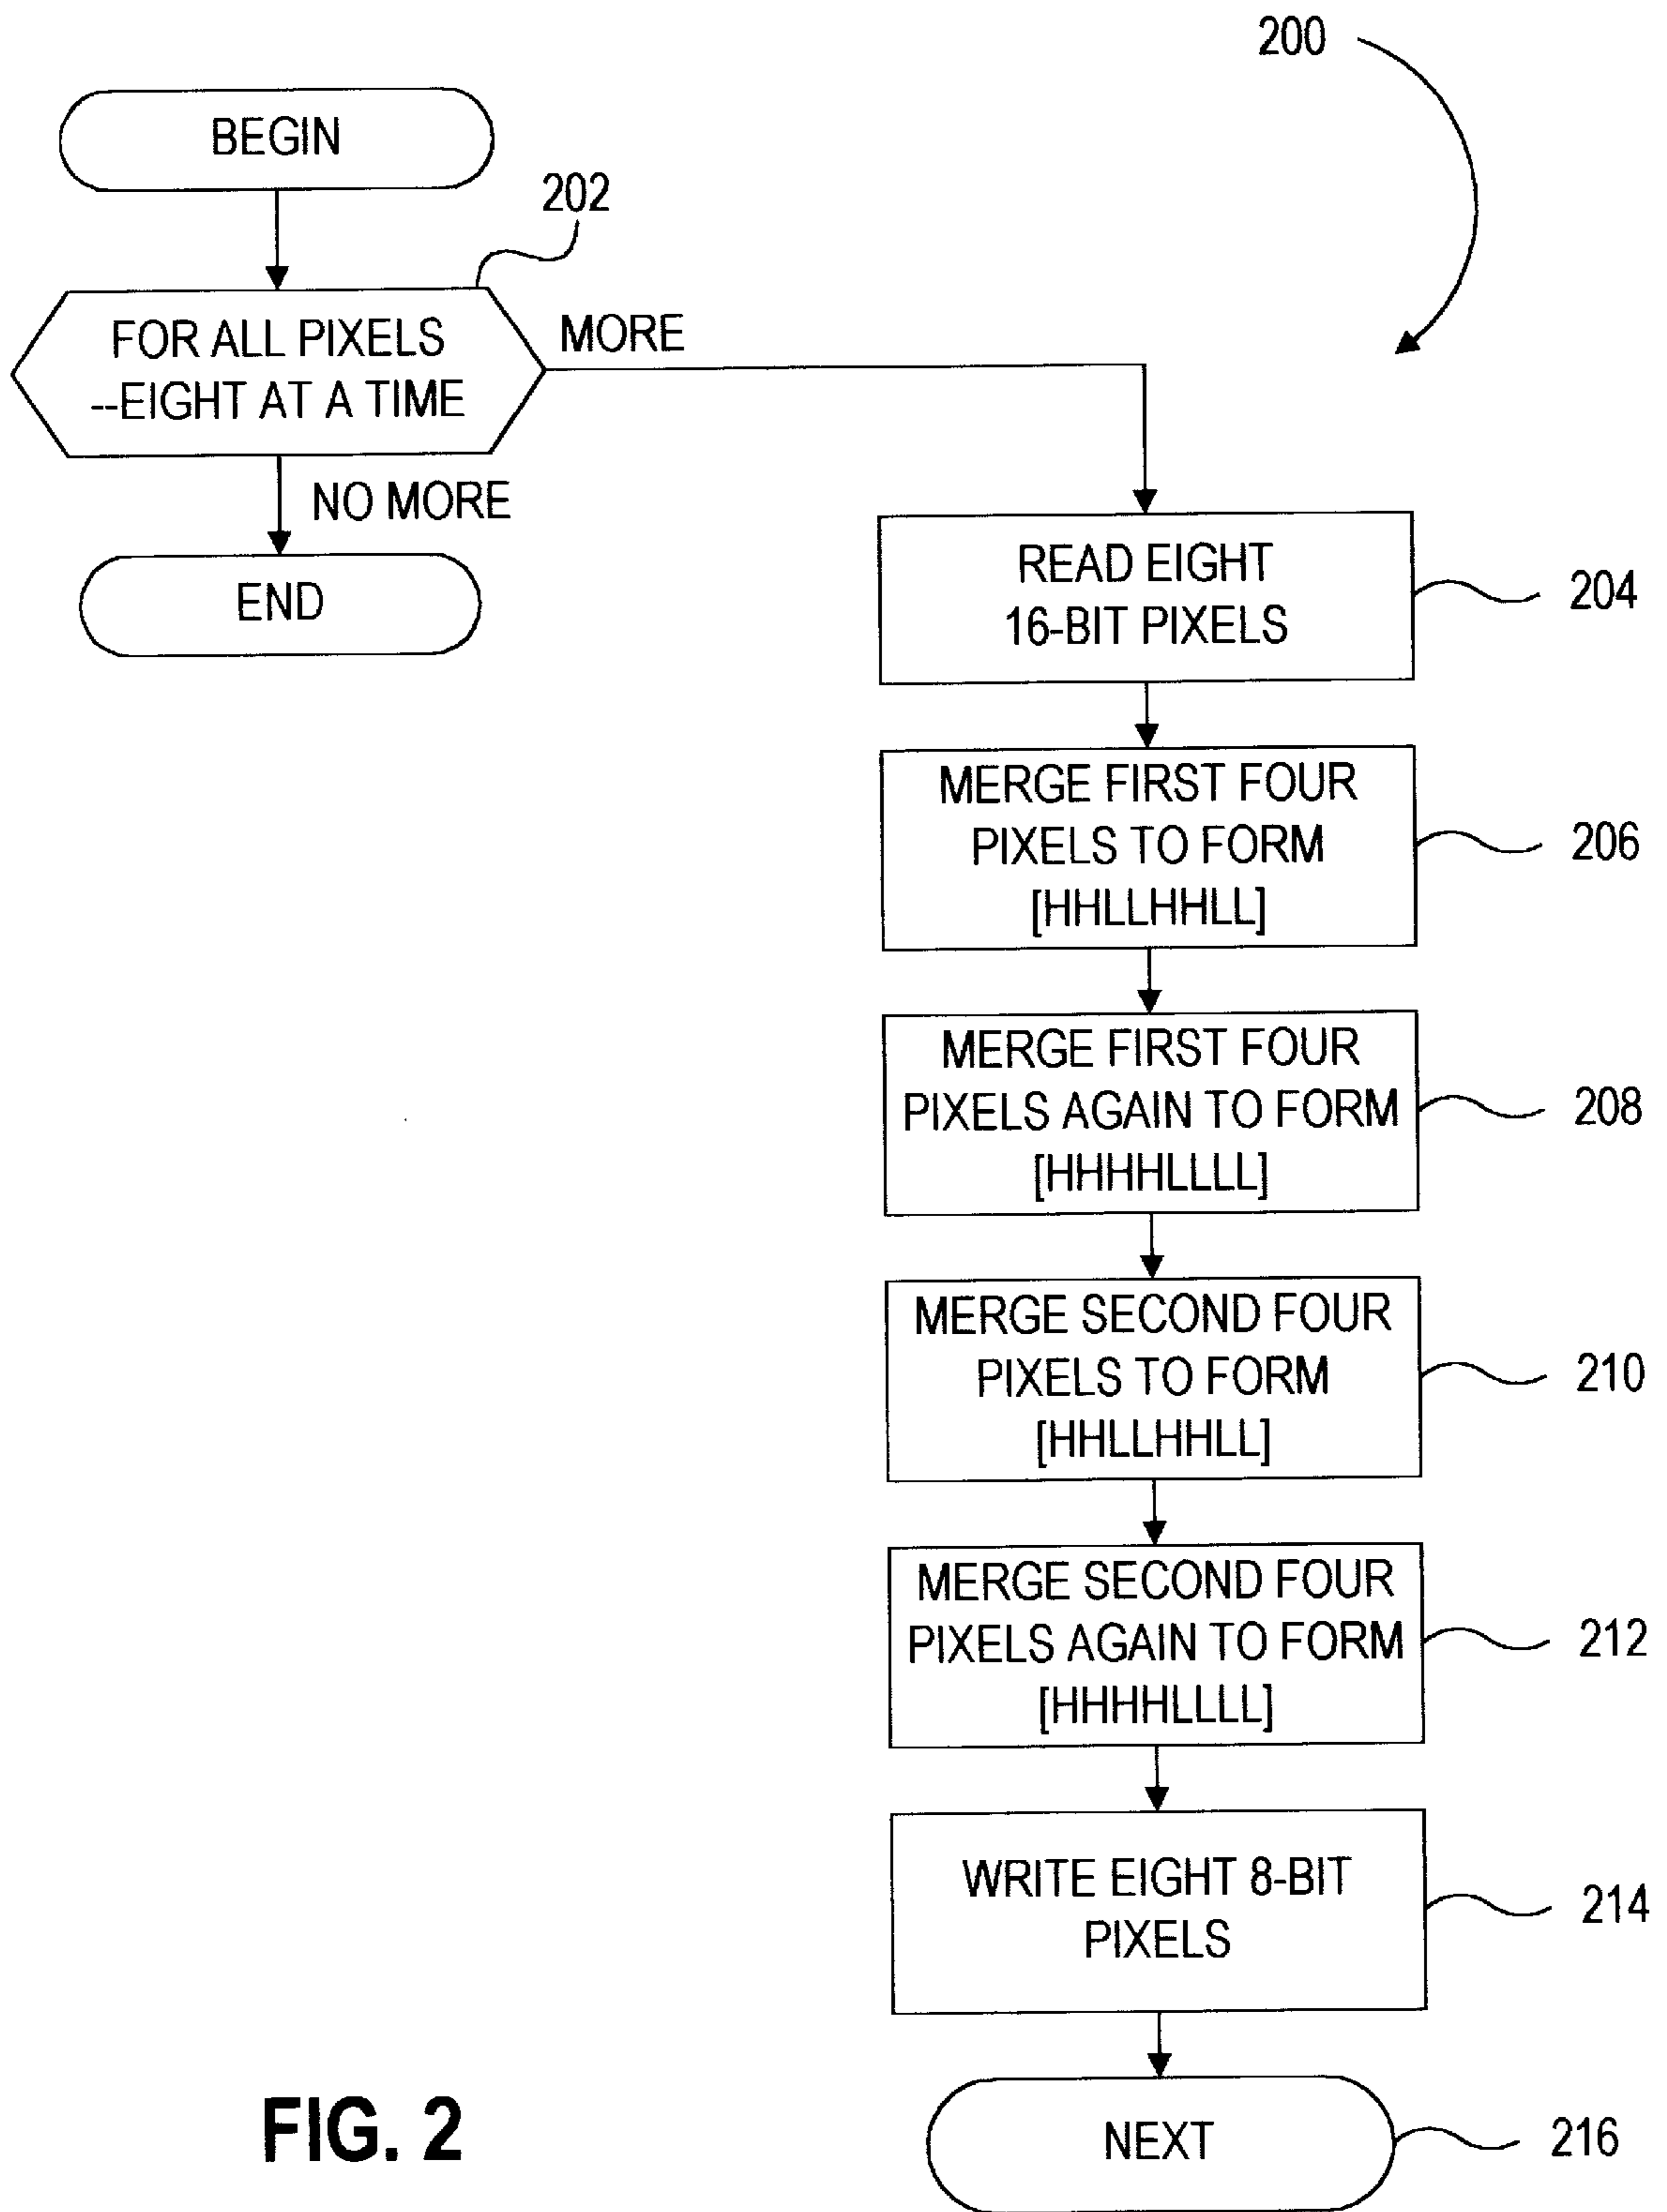 200
BEGIN
202
FOR ALL PIXELS
--EIGHT AT A TIME
MORE
NO MORE
END
READ EIGHT
16-BIT PIXELS
204
MERGE FIRST FOUR
PIXELS TO FORM
[HHLLHHLL]
206
MERGE FIRST FOUR
PIXELS AGAIN TO FORM
[HHHHLLLL]
208
MERGE SECOND FOUR
PIXELS TO FORM
[HHLLHHLL]
210
MERGE SECOND FOUR
PIXELS AGAIN TO FORM
[HHHHLLLL]
212
WRITE EIGHT 8-BIT
PIXELS
214
NEXT
216
FIG. 2